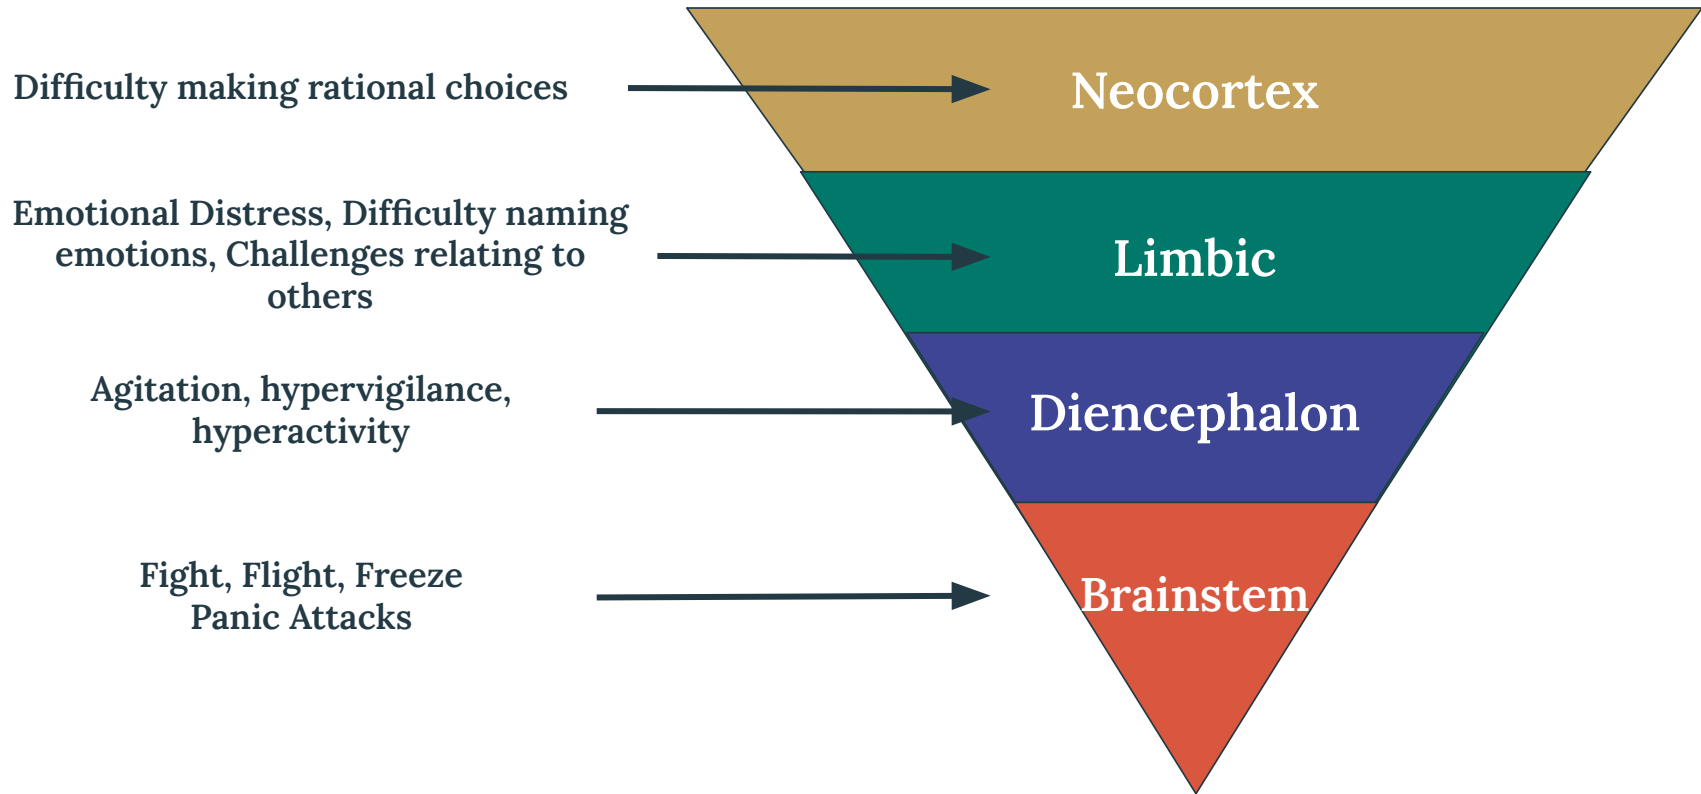 Difficulty making rational choices
Neocortex
Emotional Distress, Difficulty naming
emotions, Challenges relating to
others
Limbic
Agitation, hypervigilance,
hyperactivity
Diencephalon
Fight, Flight, Freeze
Panic Attacks
Brainstem